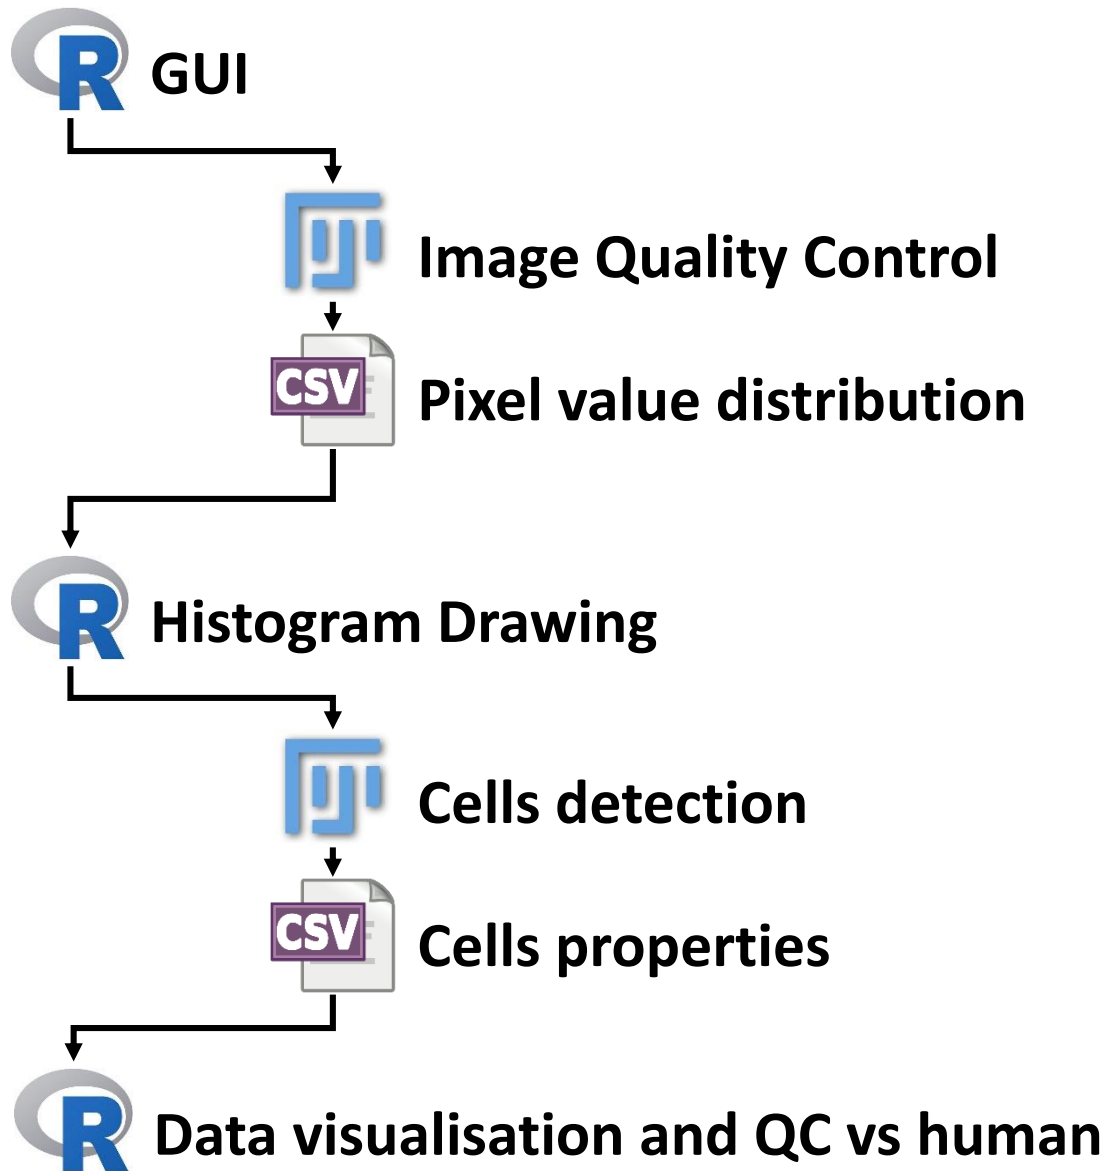 R GUI
Image Quality Control
CSV Pixel value distribution
R Histogram Drawing
Cells detection
CSV Cells properties
R Data visualisation and QC vs human